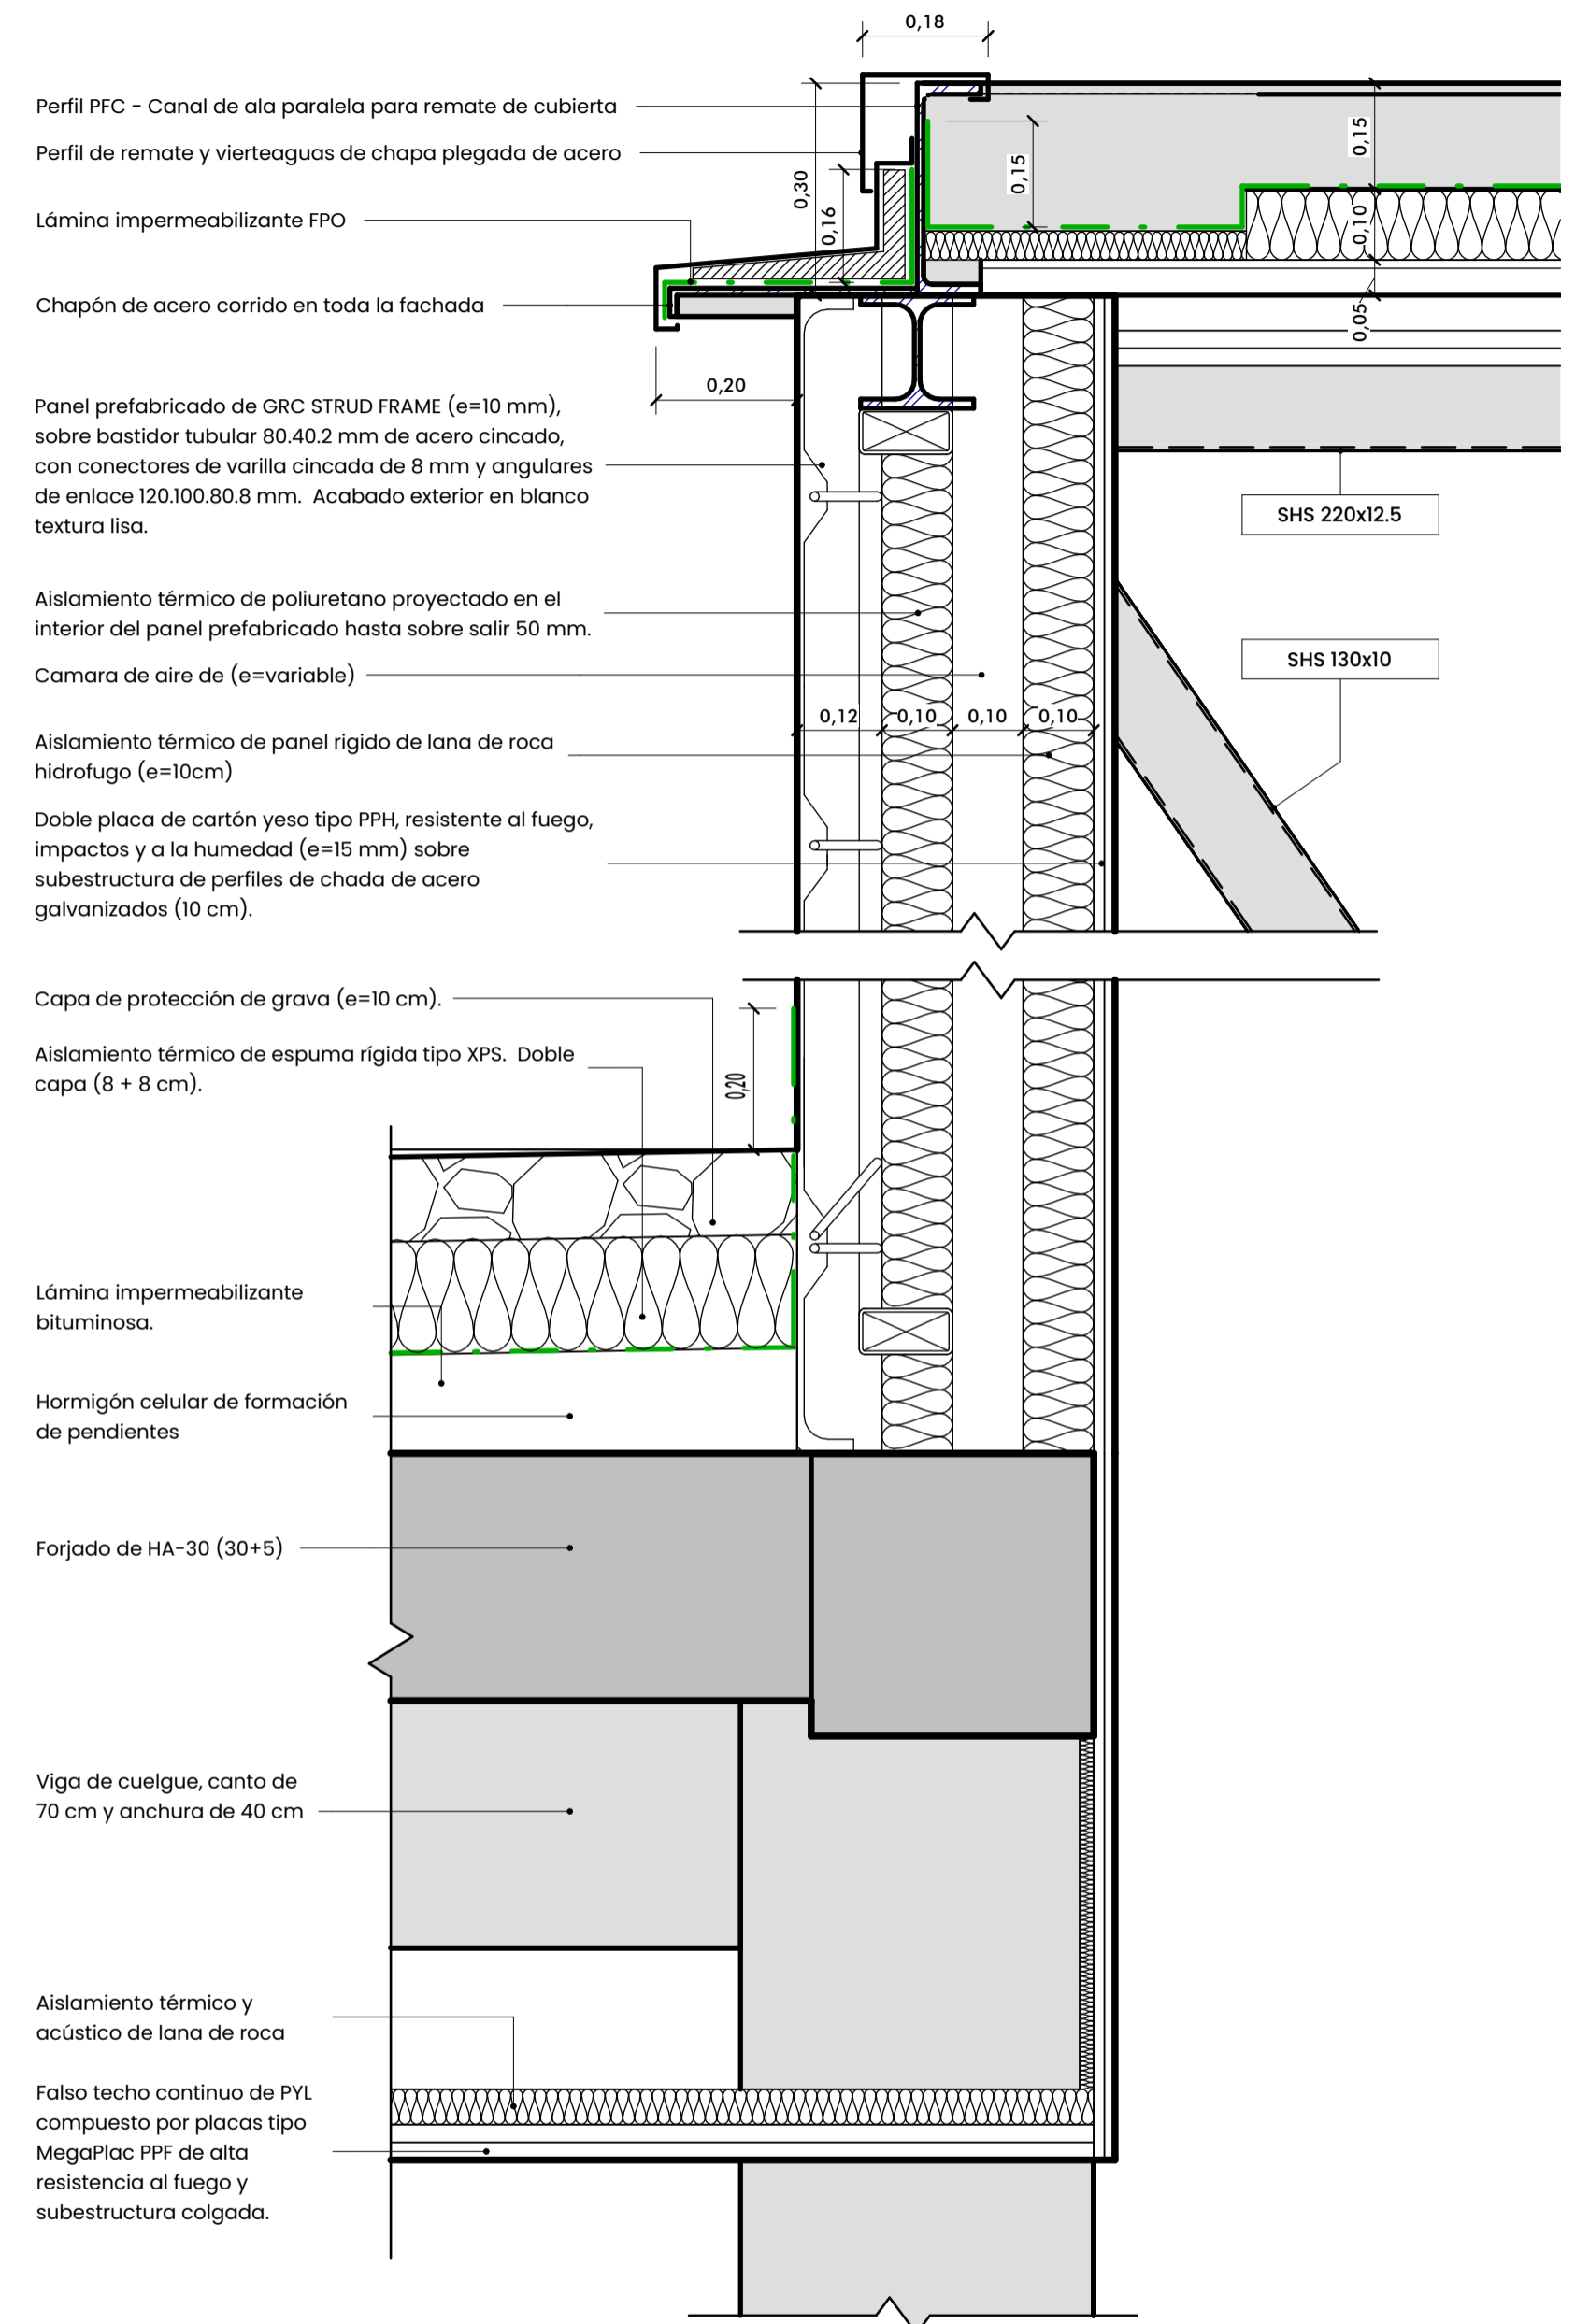 0,18
Perfil PFC - Canal de ala paralela para remate de cubierta
Perfil de remate y vierteaguas de chapa plegada de acero
0,30
0,16
0,15
0,15
0,10
0,05
Lámina impermeabilizante FPO
Chapón de acero corrido en toda la fachada
0,20
Panel prefabricado de GRC STRUD FRAME (e=10 mm),
sobre bastidor tubular 80.40.2 mm de acero cincado,
con conectores de varilla cincada de 8 mm y angulares
de enlace 120.100.80.8 mm.  Acabado exterior en blanco
textura lisa.
SHS 220x12.5
Aislamiento térmico de poliuretano proyectado en el
interior del panel prefabricado hasta sobre salir 50 mm.
SHS 130x10
Camara de aire de (e=variable)
0,12
0,10
0,10
0,10
Aislamiento térmico de panel rigido de lana de roca
hidrofugo (e=10cm)
Doble placa de cartón yeso tipo PPH, resistente al fuego,
impactos y a la humedad (e=15 mm) sobre
subestructura de perfiles de chada de acero
galvanizados (10 cm).
Capa de protección de grava (e=10 cm).
Aislamiento térmico de espuma rígida tipo XPS.  Doble
capa (8 + 8 cm).
0,20
Lámina impermeabilizante
bituminosa.
Hormigón celular de formación
de pendientes
Forjado de HA-30 (30+5)
Viga de cuelgue, canto de
70 cm y anchura de 40 cm
Aislamiento térmico y
acústico de lana de roca
Falso techo continuo de PYL
compuesto por placas tipo
MegaPlac PPF de alta
resistencia al fuego y
subestructura colgada.